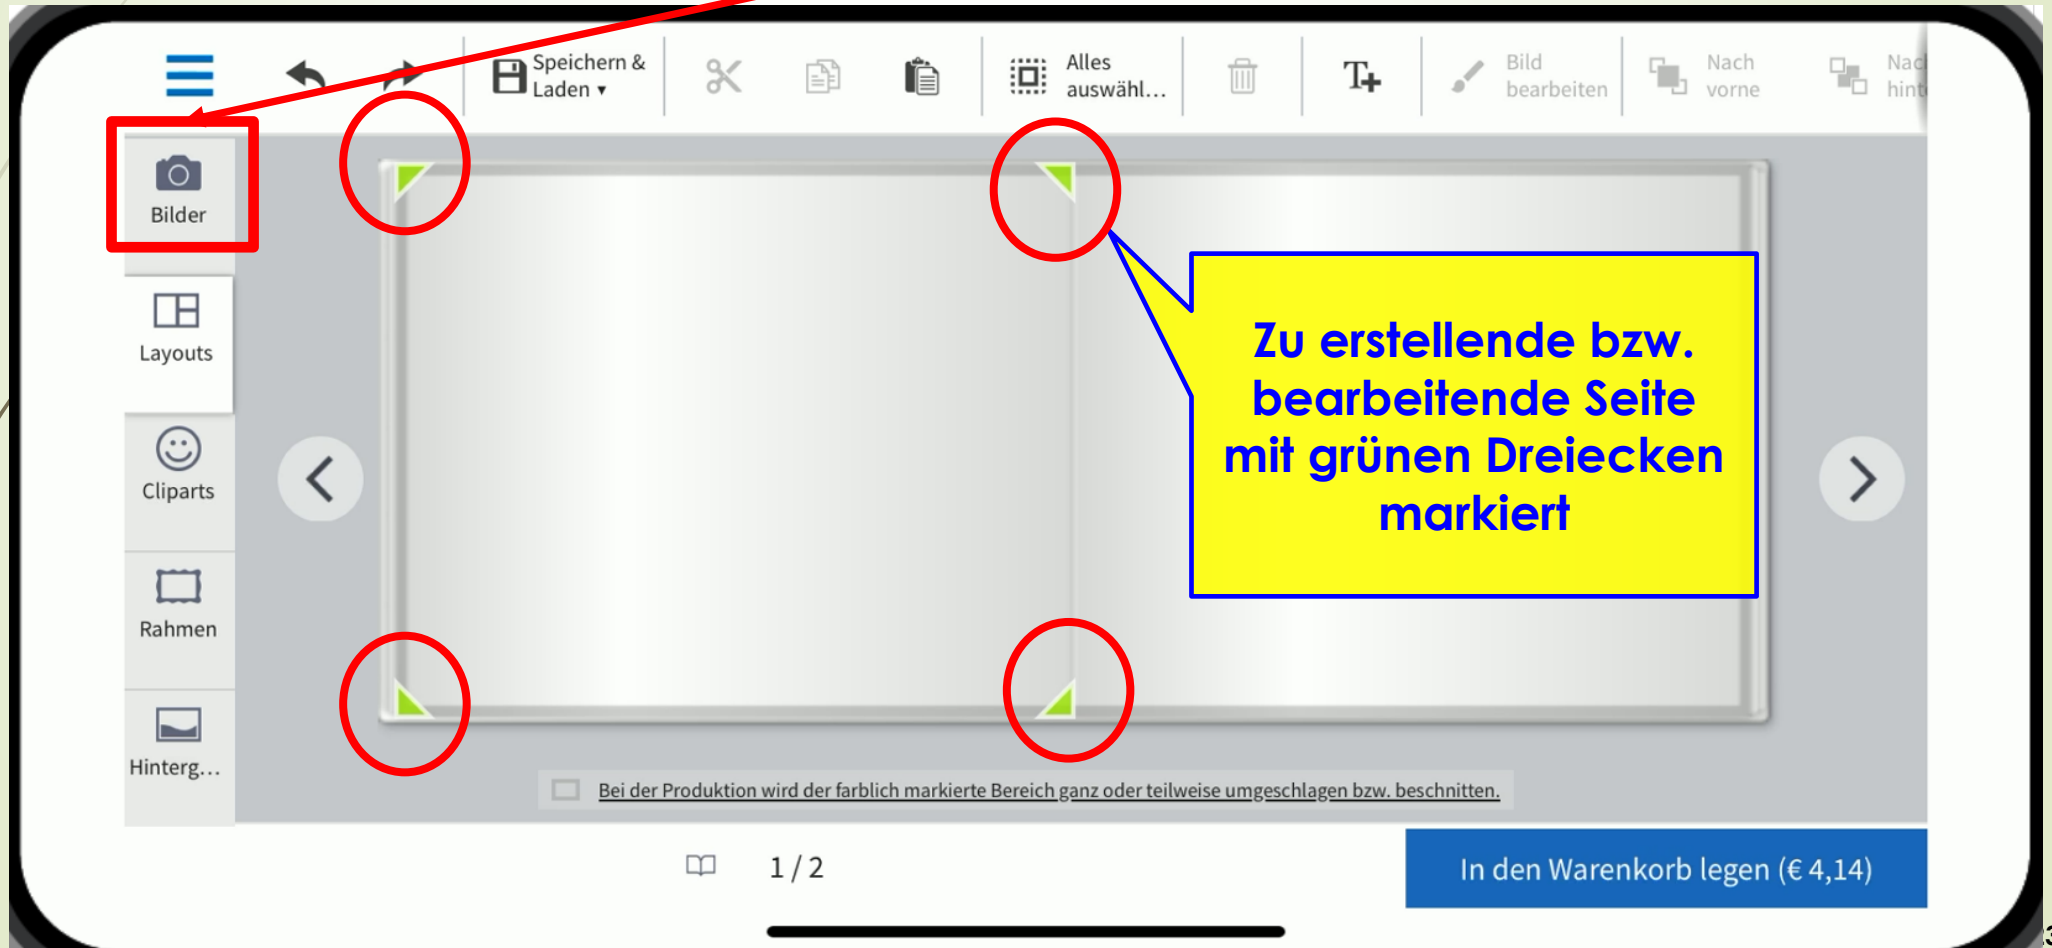 Speichern &
Laden ▾
Alles
auswähl...
T+
Bild
bearbeiten
Nach
vorne
Bilder
Layouts
Cliparts
Rahmen
Hinterg...
Zu erstellende bzw.
bearbeitende Seite
mit grünen Dreiecken
markiert
Bei der Produktion wird der farblich markierte Bereich ganz oder teilweise umgeschlagen bzw. beschnitten.
1 / 2
In den Warenkorb legen (€ 4,14)